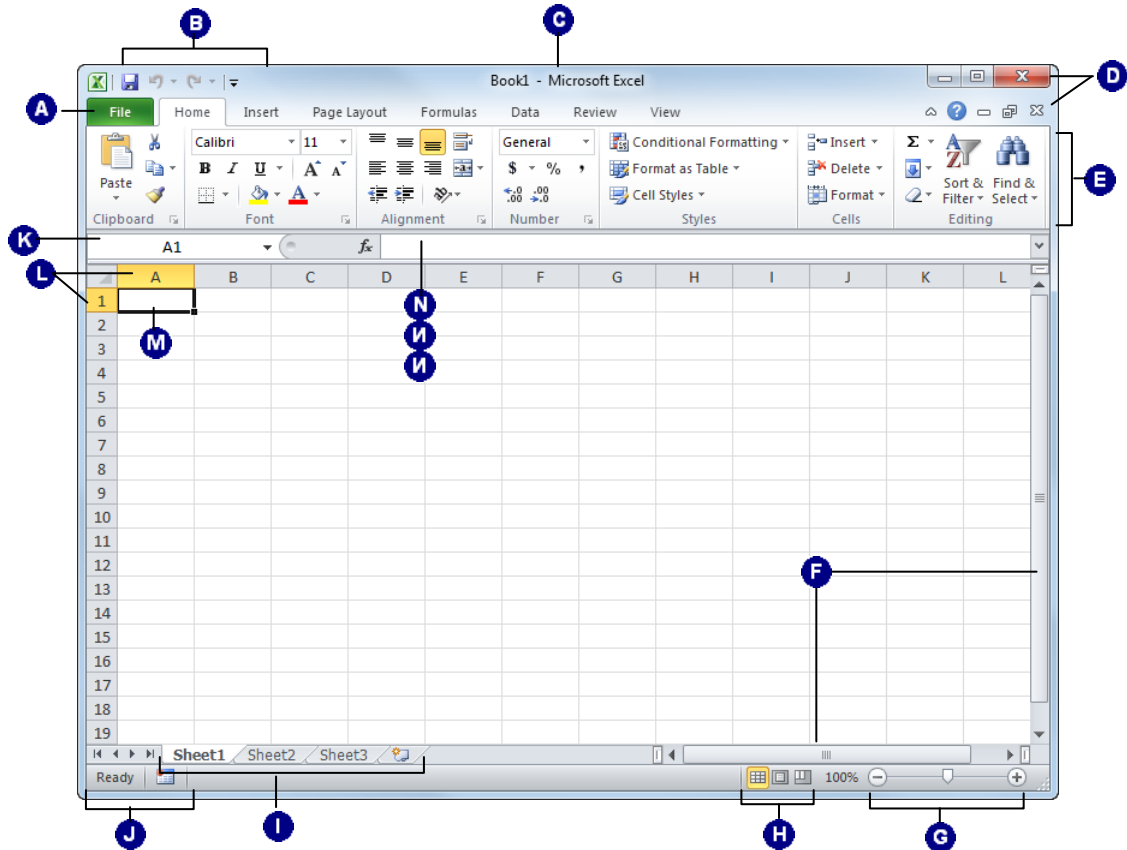 B
C
Book1 - Microsoft Excel
D
A
File Home Insert Page Layout Formulas Data Review View
Calibri 11 General Conditional Formatting Insert Σ
B I U A A $ % , Format as Table Delete
Paste Sort & Find &
A .00 .0 Cell Styles Format Filter Select
Clipboard Font Alignment Number Styles Cells Editing
E
K
A1 fx
L
A B C D E F G H I J K L
1
N
2
И
M
3
4
И
5
6
7
8
9
10
11
12
F
13
14
15
16
17
18
19
Sheet1 Sheet2 Sheet3
Ready 100%
J
I
H
G